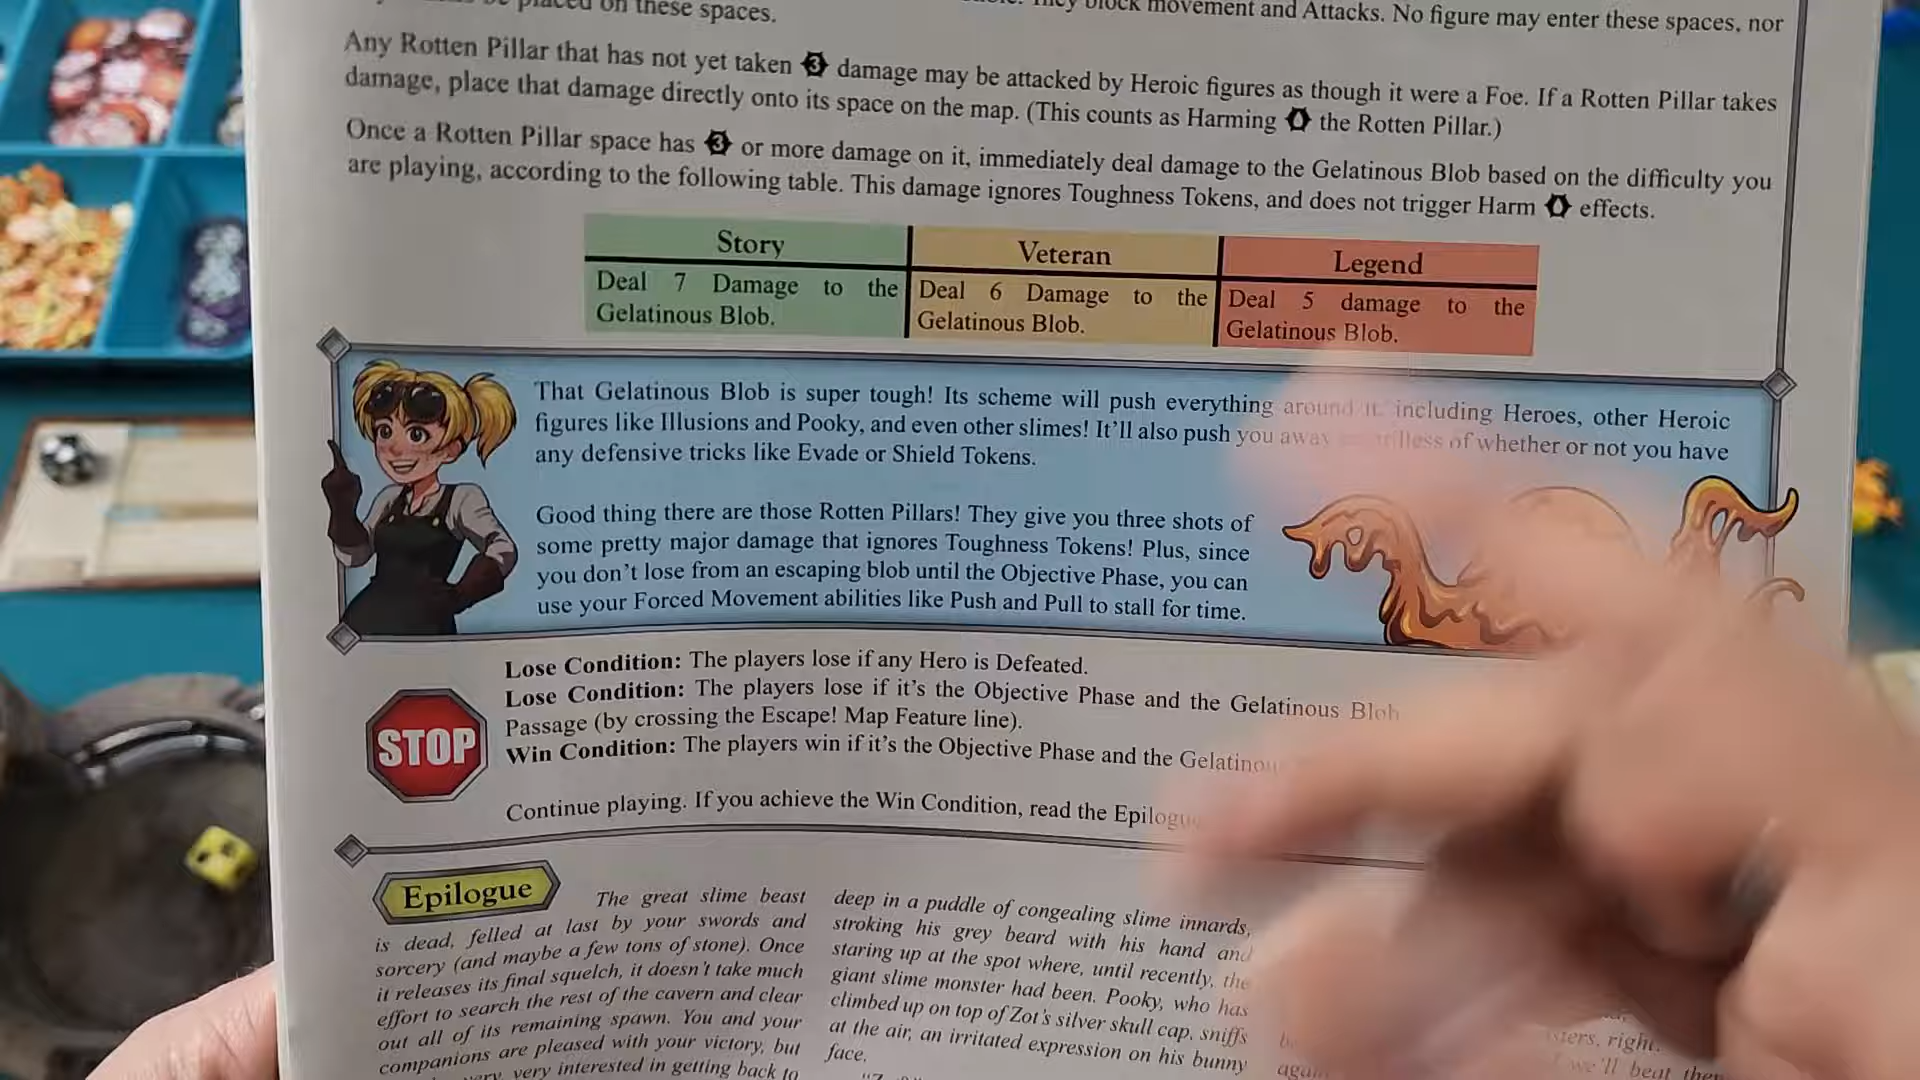 placed on these spaces.
They block movement and Attacks. No figure may enter these spaces, nor
Any Rotten Pillar that has not yet taken 3 damage may be attacked by Heroic figures as though it were a Foe. If a Rotten Pillar takes
damage, place that damage directly onto its space on the map. (This counts as Harming the Rotten Pillar.)
Once a Rotten Pillar space has 3 or more damage on it, immediately deal damage to the Gelatinous Blob based on the difficulty you
are playing, according to the following table. This damage ignores Toughness Tokens, and does not trigger Harm effects.
Story
Deal 7 Damage to the
Gelatinous Blob.
Veteran
Deal 6 Damage to the
Gelatinous Blob.
Legend
Deal 5 damage to the
Gelatinous Blob.
That Gelatinous Blob is super tough! Its scheme will push everything around it, including Heroes, other Heroic
figures like Illusions and Pooky, and even other slimes! It'll also push you away regardless of whether or not you have
any defensive tricks like Evade or Shield Tokens.
Good thing there are those Rotten Pillars! They give you three shots of
some pretty major damage that ignores Toughness Tokens! Plus, since
you don't lose from an escaping blob until the Objective Phase, you can
use your Forced Movement abilities like Push and Pull to stall for time.
STOP
Lose Condition: The players lose if any Hero is Defeated.
Lose Condition: The players lose if it's the Objective Phase and the Gelatinous Blob
Passage (by crossing the Escape! Map Feature line).
Win Condition: The players win if it's the Objective Phase and the Gelatinous
Continue playing. If you achieve the Win Condition, read the Epilogue
Epilogue
The great slime beast
is dead, felled at last by your swords and
sorcery (and maybe a few tons of stone). Once
it releases its final squelch, it doesn't take much
effort to search the rest of the cavern and clear
out all of its remaining spawn. You and your
companions are pleased with your victory, but
very, very interested in getting back to
deep in a puddle of congealing slime innards,
stroking his grey beard with his hand and
staring up at the spot where, until recently, the
giant slime monster had been. Pooky, who has
climbed up on top of Zot's silver skull cap, sniffs
at the air, an irritated expression on his bunny
face.
right.
we'll beat
again